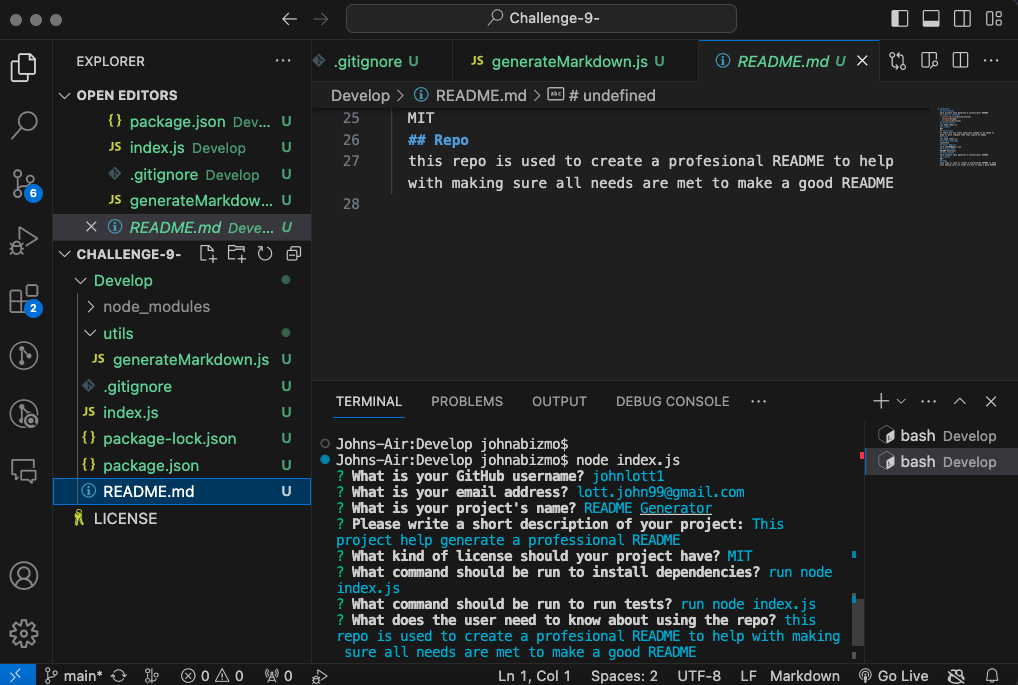 Challenge-9-
EXPLORER
OPEN EDITORS
{} package.json Dev... U
JS index.js Develop U
.gitignore Develop U
JS generateMarkdow... U
README.md Deve... U
CHALLENGE-9-
Develop
node_modules
utils
JS generateMarkdown.js U
.gitignore U
JS index.js U
{} package-lock.json U
{} package.json U
README.md U
LICENSE
6
2
.gitignore U
JS generateMarkdown.js U
README.md U
Develop > README.md > abc # undefined
25 MIT
26 ## Repo
27 this repo is used to create a profesional README to help
with making sure all needs are met to make a good README
28
TERMINAL PROBLEMS OUTPUT DEBUG CONSOLE
Johns-Air:Develop johnabizmo$
Johns-Air:Develop johnabizmo$ node index.js
? What is your GitHub username? johnlott1
? What is your email address? lott.john99@gmail.com
? What is your project's name? README Generator
? Please write a short description of your project: This
project help generate a professional README
? What kind of license should your project have? MIT
? What command should be run to install dependencies? run node
index.js
? What command should be run to run tests? run node index.js
? What does the user need to know about using the repo? this
repo is used to create a profesional README to help with making
sure all needs are met to make a good README
bash Develop
bash Develop
main* 0 0 0 Ln 1, Col 1 Spaces: 2 UTF-8 LF Markdown Go Live